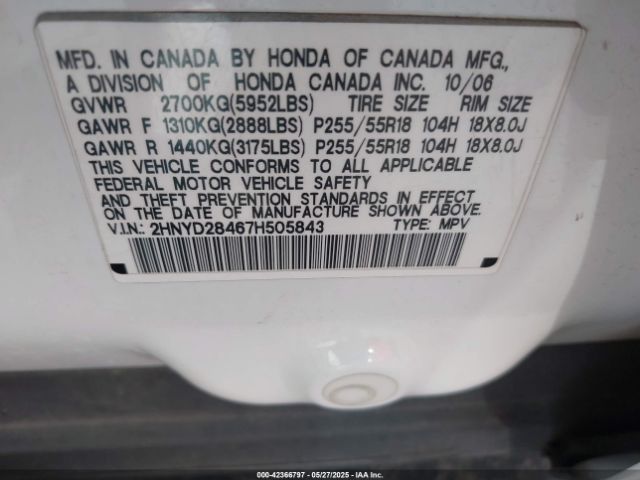 MFD. IN CANADA BY HONDA OF CANADA MFG.,
A DIVISION OF HONDA CANADA INC. 10/06
GVWR 2700KG(5952LBS) TIRE SIZE RIM SIZE
GAWR F 1310KG(2888LBS) P255/55R18 104H 18X8.0J
GAWR R 1440KG(3175LBS) P255/55R18 104H 18X8.0J
THIS VEHICLE CONFORMS TO ALL APPLICABLE
FEDERAL MOTOR VEHICLE SAFETY
AND THEFT PREVENTION STANDARDS IN EFFECT
ON THE DATE OF MANUFACTURE SHOWN ABOVE.
V.I.N.: 2HNYD28467H505843 TYPE: MPV
000-42366797 - 05/27/2025 - IAA Inc.